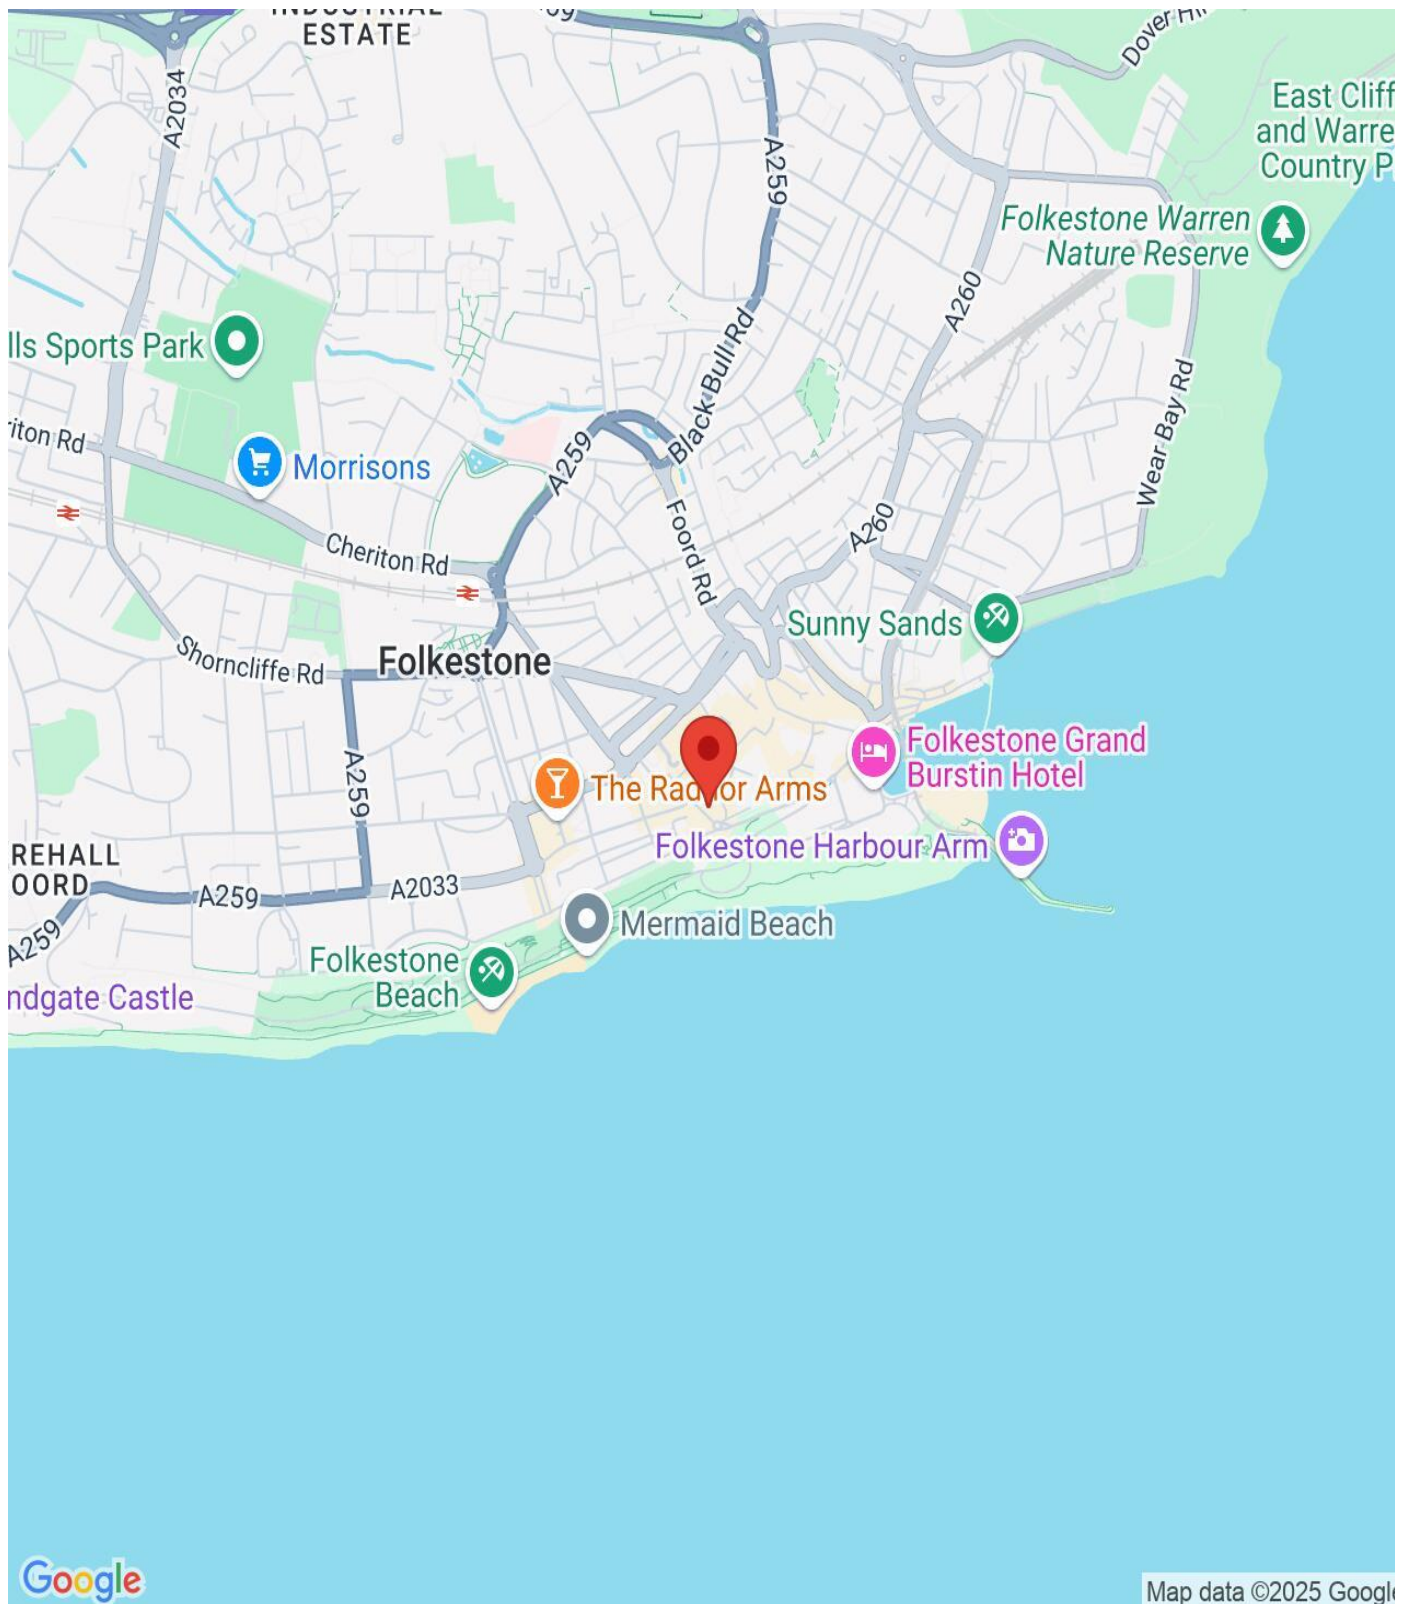 INDUSTRIAL
ESTATE
Dover Hi
A2034
East Cliff
and Warre
Country P
A259
Folkestone Warren
Nature Reserve
A260
lls Sports Park
Black Bull Rd
Wear Bay Rd
riton Rd
Morrisons
A259
Foord Rd
A260
Cheriton Rd
Sunny Sands
Shorncliffe Rd
Folkestone
Folkestone Grand
Burstin Hotel
A259
The Radnor Arms
Folkestone Harbour Arm
REHALL
OORD
A259
A2033
A259
Mermaid Beach
Folkestone
Beach
ndgate Castle
Google
Map data ©2025 Google